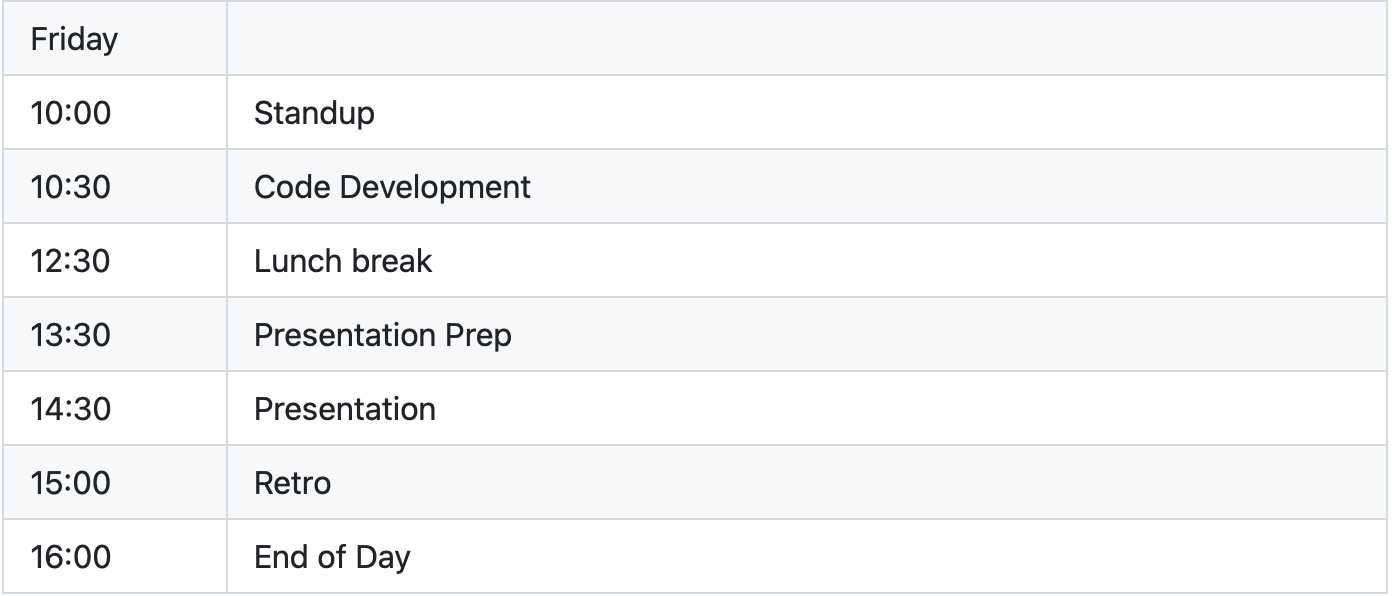 Friday
10:00 Standup
10:30 Code Development
12:30 Lunch break
13:30 Presentation Prep
14:30 Presentation
15:00 Retro
16:00 End of Day